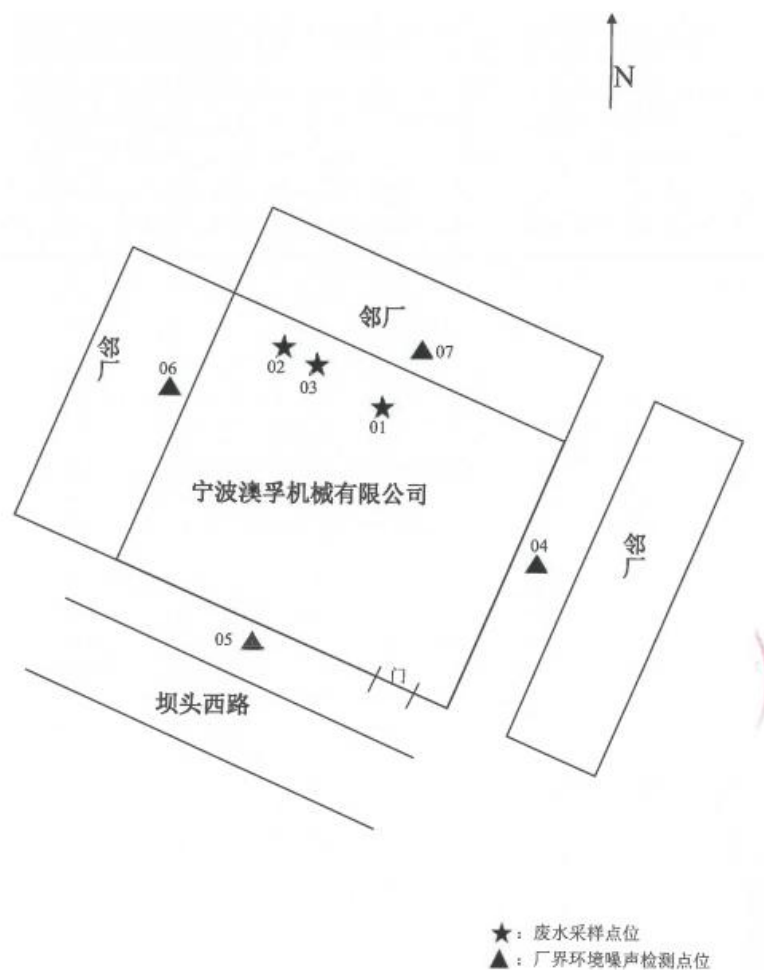 N
邻厂
07
邻厂
06
02
03
01
宁波澳孚机械有限公司
04
邻厂
05
门
坝头西路
★：废水采样点位
▲：厂界环境噪声检测点位